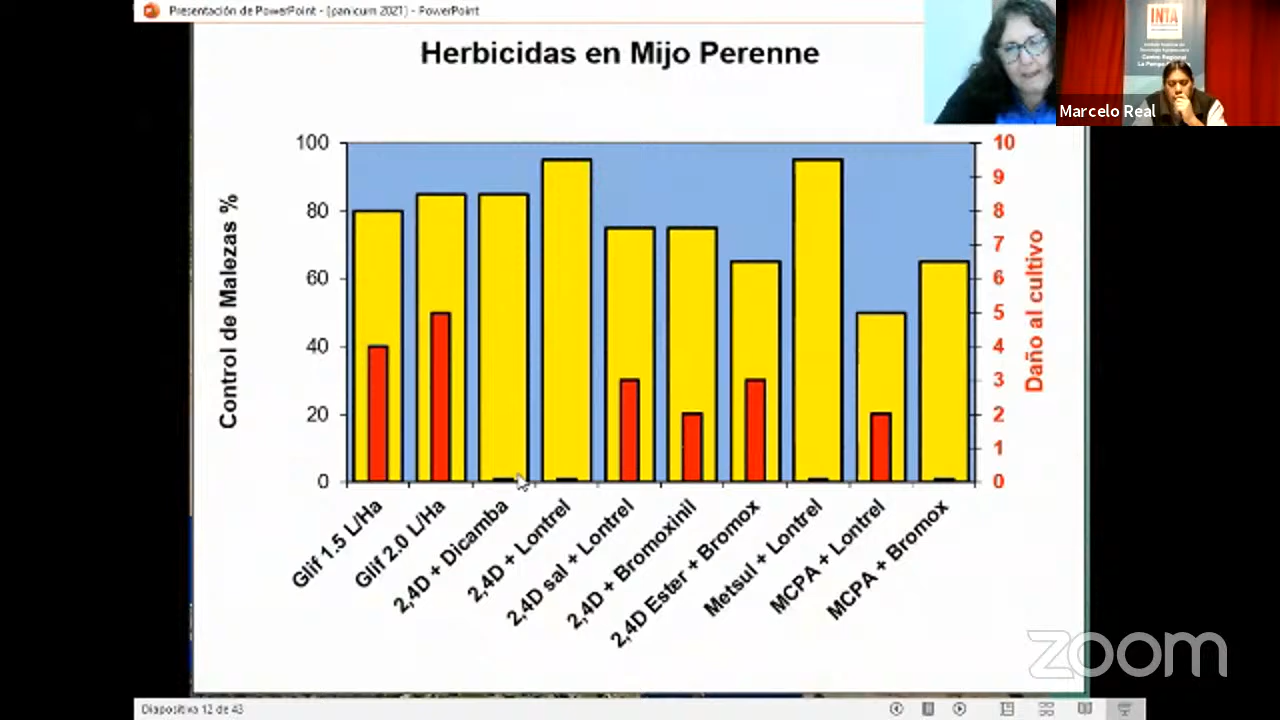 Presentación de PowerPoint - [panicum 2021] - PowerPoint
Herbicidas en Mijo Perenne
INTA
Centro Regional
Marcelo Real
Control de Malezas %
100
80
60
40
20
0
10
9
8
7
6
5
4
3
2
1
0
Daño al cultivo
Glif 1.5 L/Ha
Glif 2.0 L/Ha
2,4D + Dicamba
2,4D + Lontrel
2,4D sal + Lontrel
2,4D + Bromoxinil
2,4D Ester + Bromox
Metsul + Lontrel
MCPA + Lontrel
MCPA + Bromox
zoom
Diapositiva 12 de 43